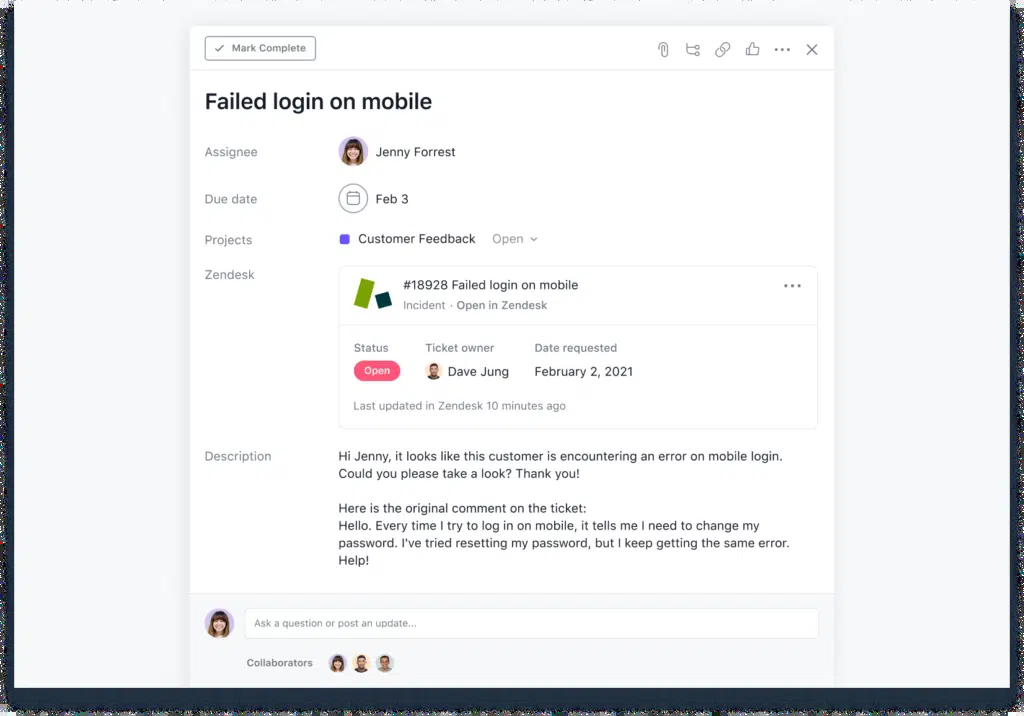 Mark Complete
Failed login on mobile
Assignee
Jenny Forrest
Due date
Feb 3
Projects
Customer Feedback Open
Zendesk
#18928 Failed login on mobile
Incident · Open in Zendesk
Status Ticket owner Date requested
Open Dave Jung February 2, 2021
Last updated in Zendesk 10 minutes ago
Description
Hi Jenny, it looks like this customer is encountering an error on mobile login.
Could you please take a look? Thank you!
Here is the original comment on the ticket:
Hello. Every time I try to log in on mobile, it tells me I need to change my
password. I've tried resetting my password, but I keep getting the same error.
Help!
Ask a question or post an update...
Collaborators